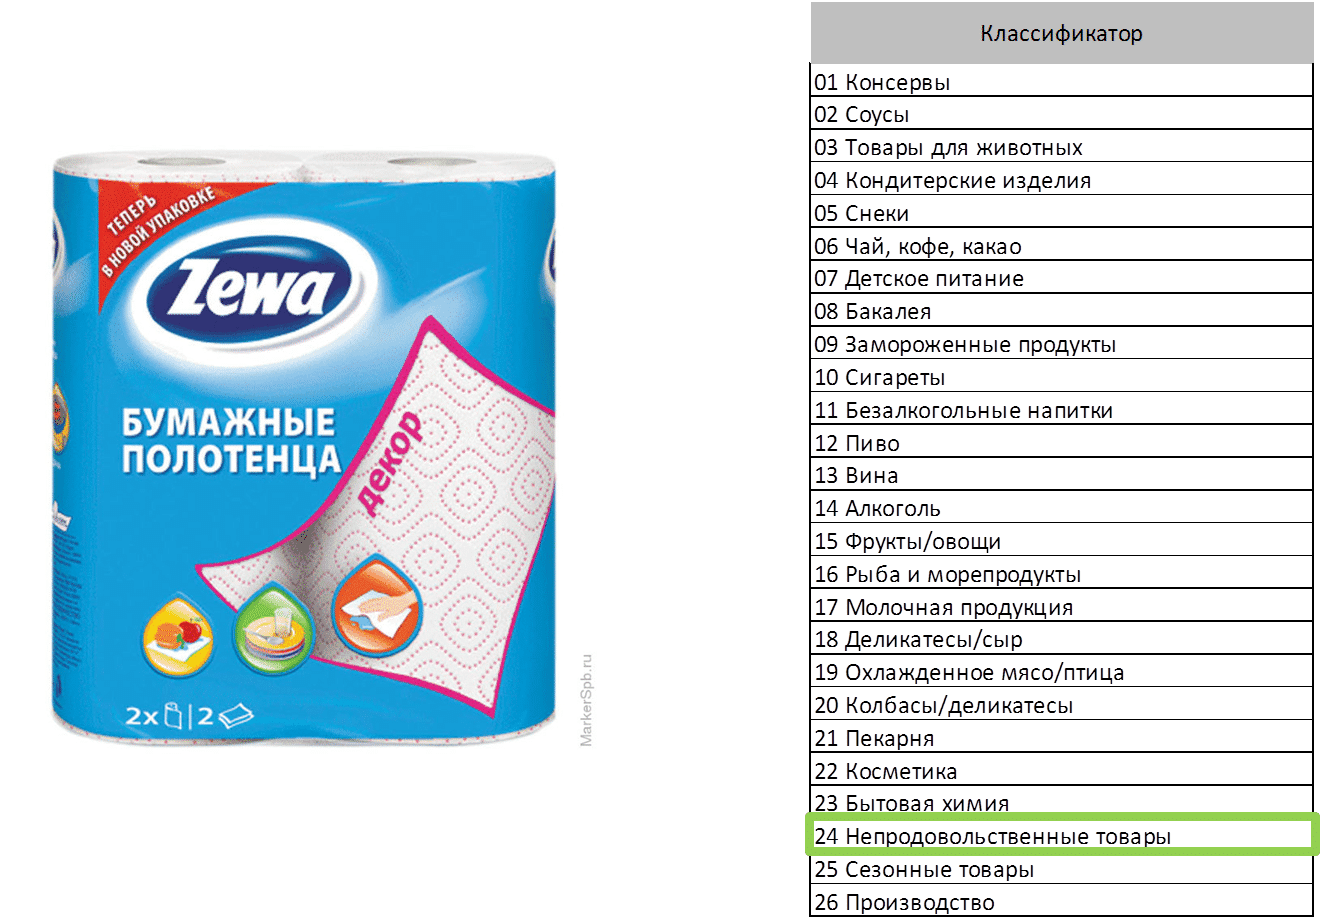 ТЕПЕРЬ
В НОВОЙ УПАКОВКЕ
Zewa
БУМАЖНЫЕ
ПОЛОТЕНЦА
декор
2x 2
MarkerSpb.ru
Классификатор
01 Консервы
02 Соусы
03 Товары для животных
04 Кондитерские изделия
05 Снеки
06 Чай, кофе, какао
07 Детское питание
08 Бакалея
09 Замороженные продукты
10 Сигареты
11 Безалкогольные напитки
12 Пиво
13 Вина
14 Алкоголь
15 Фрукты/овощи
16 Рыба и морепродукты
17 Молочная продукция
18 Деликатесы/сыр
19 Охлажденное мясо/птица
20 Колбасы/деликатесы
21 Пекарня
22 Косметика
23 Бытовая химия
24 Непродовольственные товары
25 Сезонные товары
26 Производство